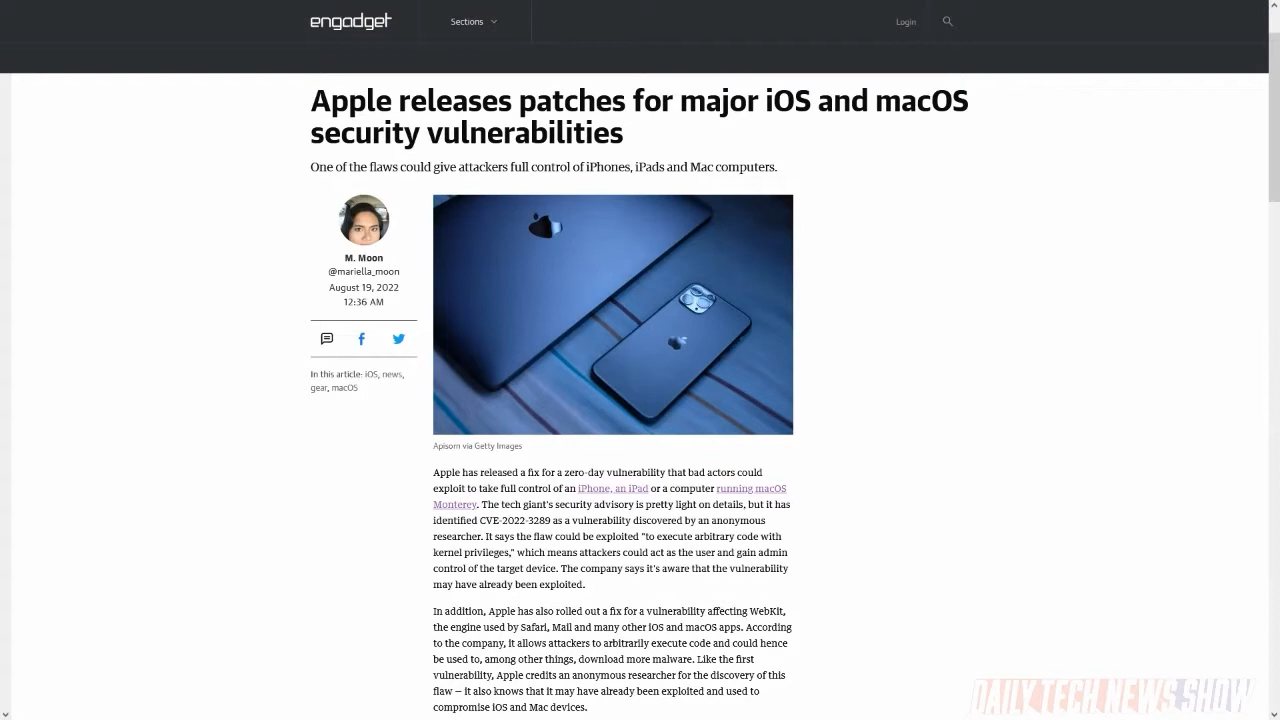 engadget
Sections
Login
Apple releases patches for major iOS and macOS
security vulnerabilities
One of the flaws could give attackers full control of iPhones, iPads and Mac computers.
M. Moon
@mariella_moon
August 19, 2022
12:36 AM
In this article: iOS, news,
gear, macOS
Apisorn via Getty Images
Apple has released a fix for a zero-day vulnerability that bad actors could
exploit to take full control of an iPhone, an iPad or a computer running macOS
Monterey. The tech giant's security advisory is pretty light on details, but it has
identified CVE-2022-3289 as a vulnerability discovered by an anonymous
researcher. It says the flaw could be exploited "to execute arbitrary code with
kernel privileges," which means attackers could act as the user and gain admin
control of the target device. The company says it's aware that the vulnerability
may have already been exploited.
In addition, Apple has also rolled out a fix for a vulnerability affecting WebKit,
the engine used by Safari, Mail and many other iOS and macOS apps. According
to the company, it allows attackers to arbitrarily execute code and could hence
be used to, among other things, download more malware. Like the first
vulnerability, Apple credits an anonymous researcher for the discovery of this
flaw — it also knows that it may have already been exploited and used to
compromise iOS and Mac devices.
DAILY TECH NEWS SHOW